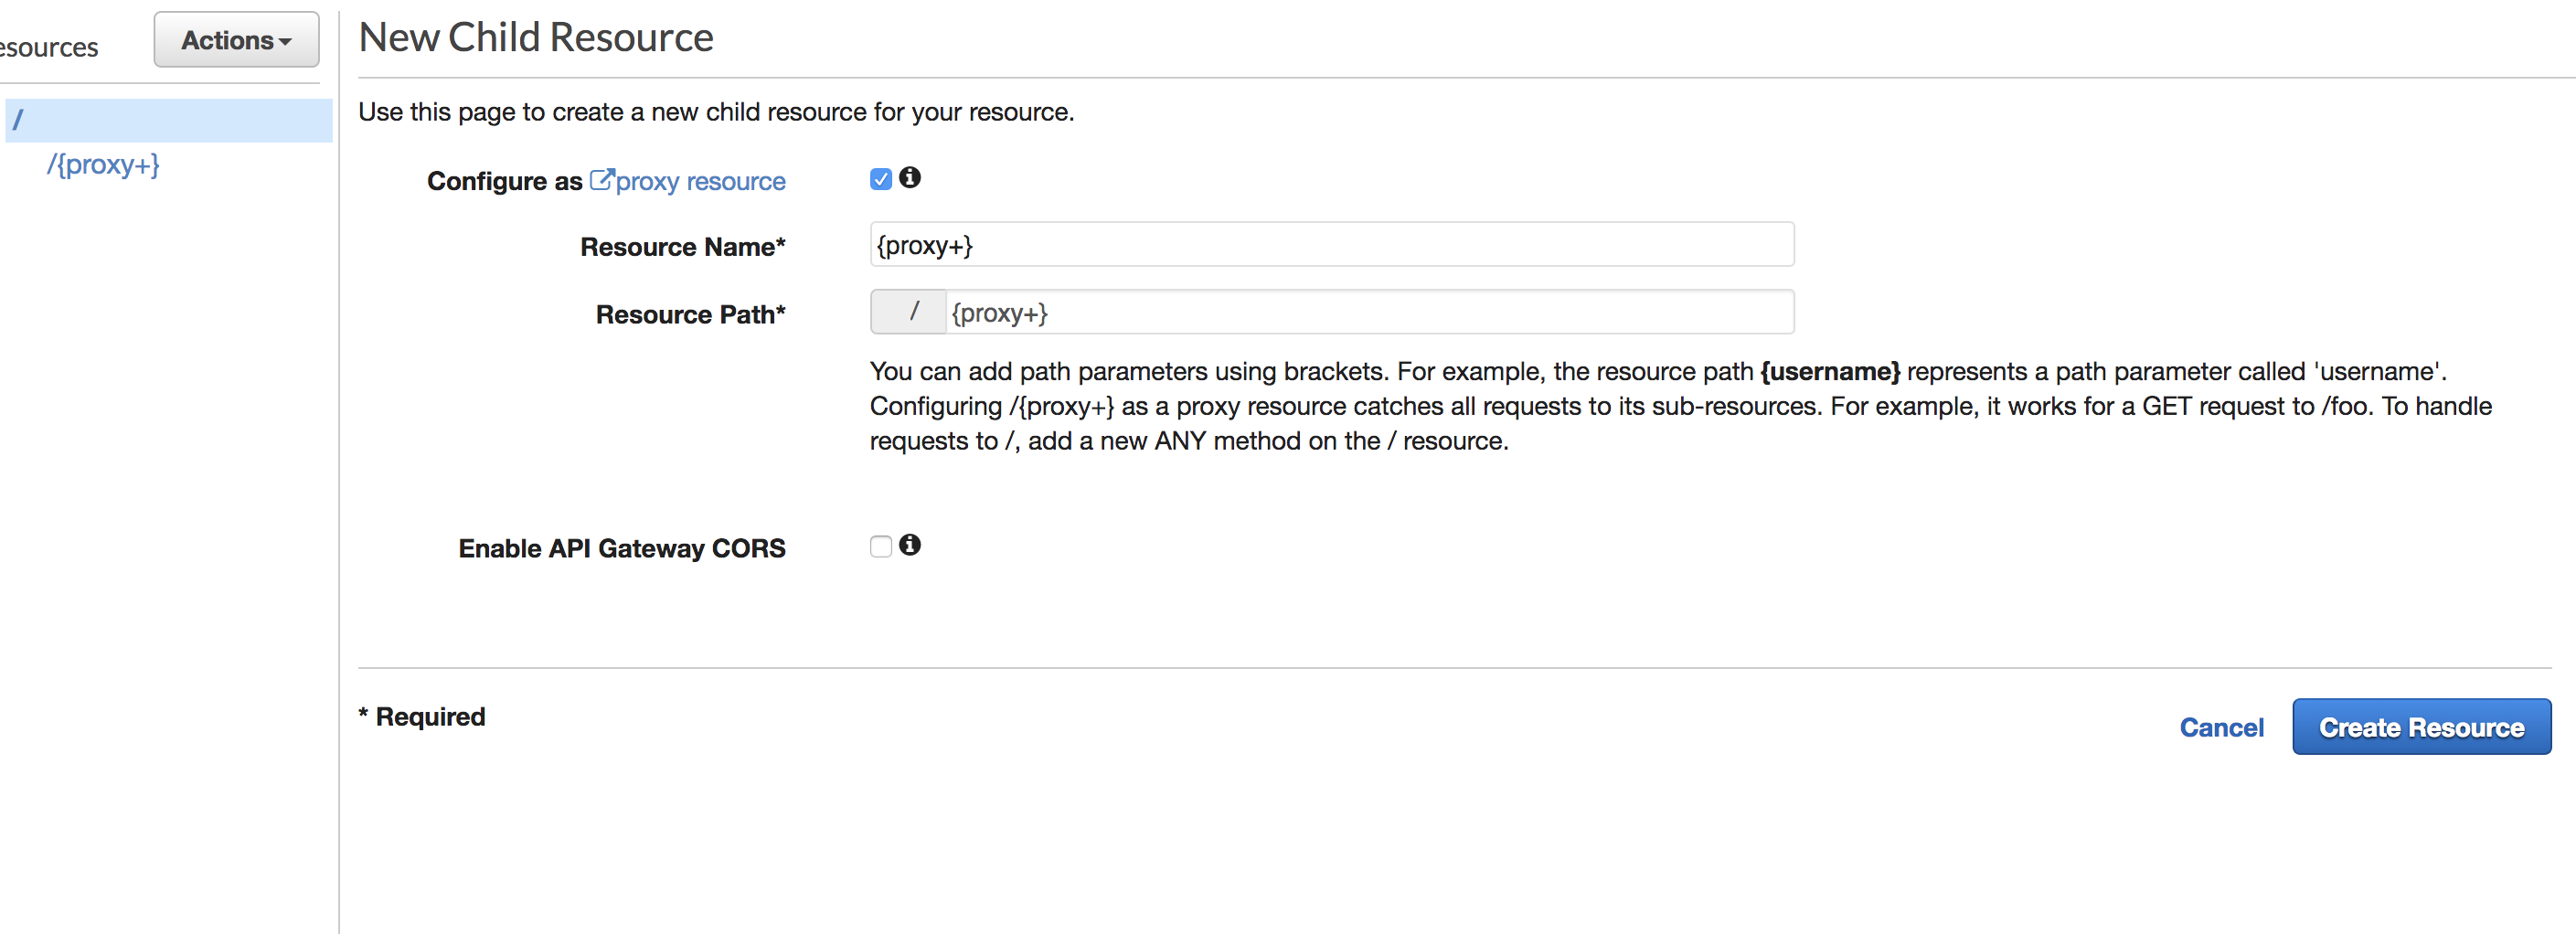 esources
Actions
/
/{proxy+}
New Child Resource
Use this page to create a new child resource for your resource.
Configure as proxy resource
Resource Name*
{proxy+}
Resource Path*
/ {proxy+}
You can add path parameters using brackets. For example, the resource path {username} represents a path parameter called 'username'.
Configuring /{proxy+} as a proxy resource catches all requests to its sub-resources. For example, it works for a GET request to /foo. To handle
requests to /, add a new ANY method on the / resource.
Enable API Gateway CORS
* Required
Cancel
Create Resource